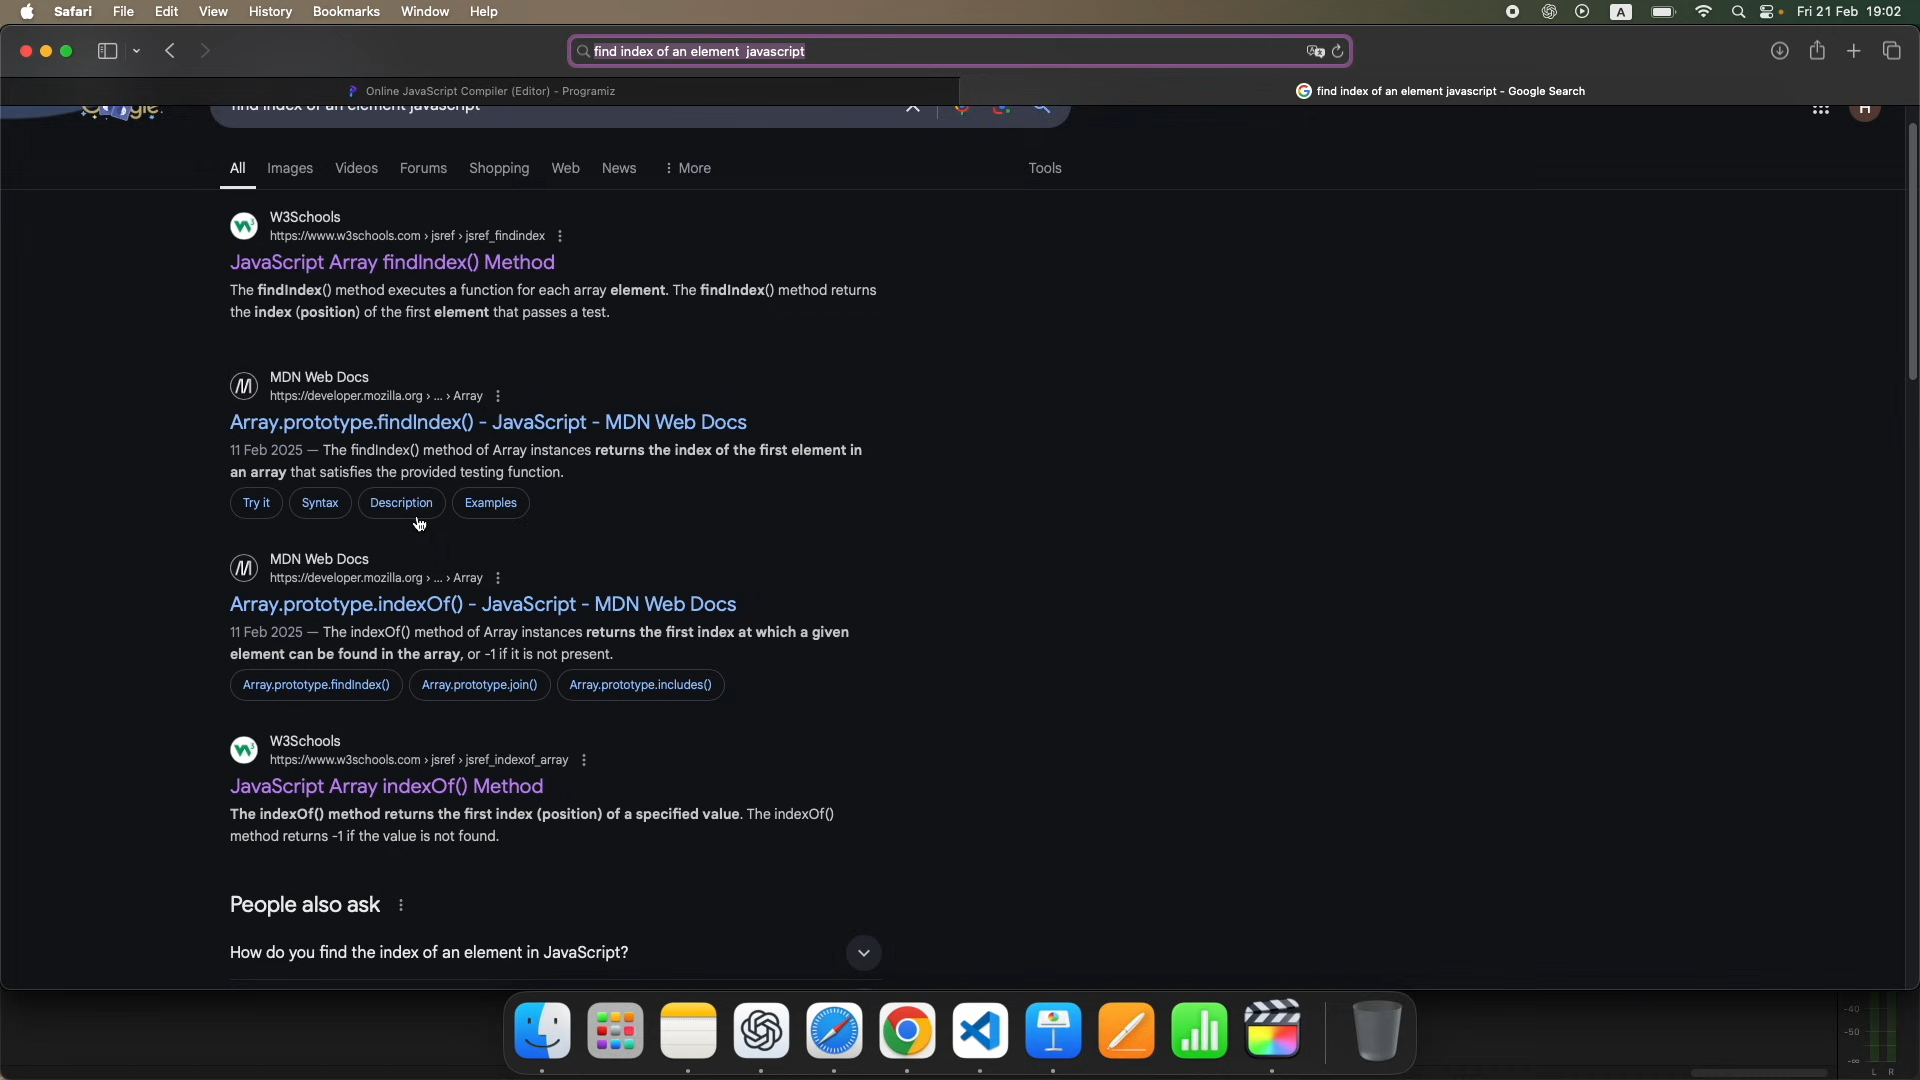 Safari File Edit View History Bookmarks Window Help A Fri 21 Feb 19:02
find index of an element javascript
Online JavaScript Compiler (Editor) - Programiz
find index of an element javascript - Google Search
find index of an element javascript
H
All Images Videos Forums Shopping Web News More Tools
W3Schools
https://www.w3schools.com › jsref › jsref_findindex
JavaScript Array findIndex() Method
The findIndex() method executes a function for each array element. The findIndex() method returns
the index (position) of the first element that passes a test.
MDN Web Docs
https://developer.mozilla.org › ... › Array
Array.prototype.findIndex() - JavaScript - MDN Web Docs
11 Feb 2025 — The findIndex() method of Array instances returns the index of the first element in
an array that satisfies the provided testing function.
Try it Syntax Description Examples
MDN Web Docs
https://developer.mozilla.org › ... › Array
Array.prototype.indexOf() - JavaScript - MDN Web Docs
11 Feb 2025 — The indexOf() method of Array instances returns the first index at which a given
element can be found in the array, or -1 if it is not present.
Array.prototype.findIndex() Array.prototype.join() Array.prototype.includes()
W3Schools
https://www.w3schools.com › jsref › jsref_indexof_array
JavaScript Array indexOf() Method
The indexOf() method returns the first index (position) of a specified value. The indexOf()
method returns -1 if the value is not found.
People also ask
How do you find the index of an element in JavaScript?
-40
-50
-∞
L R